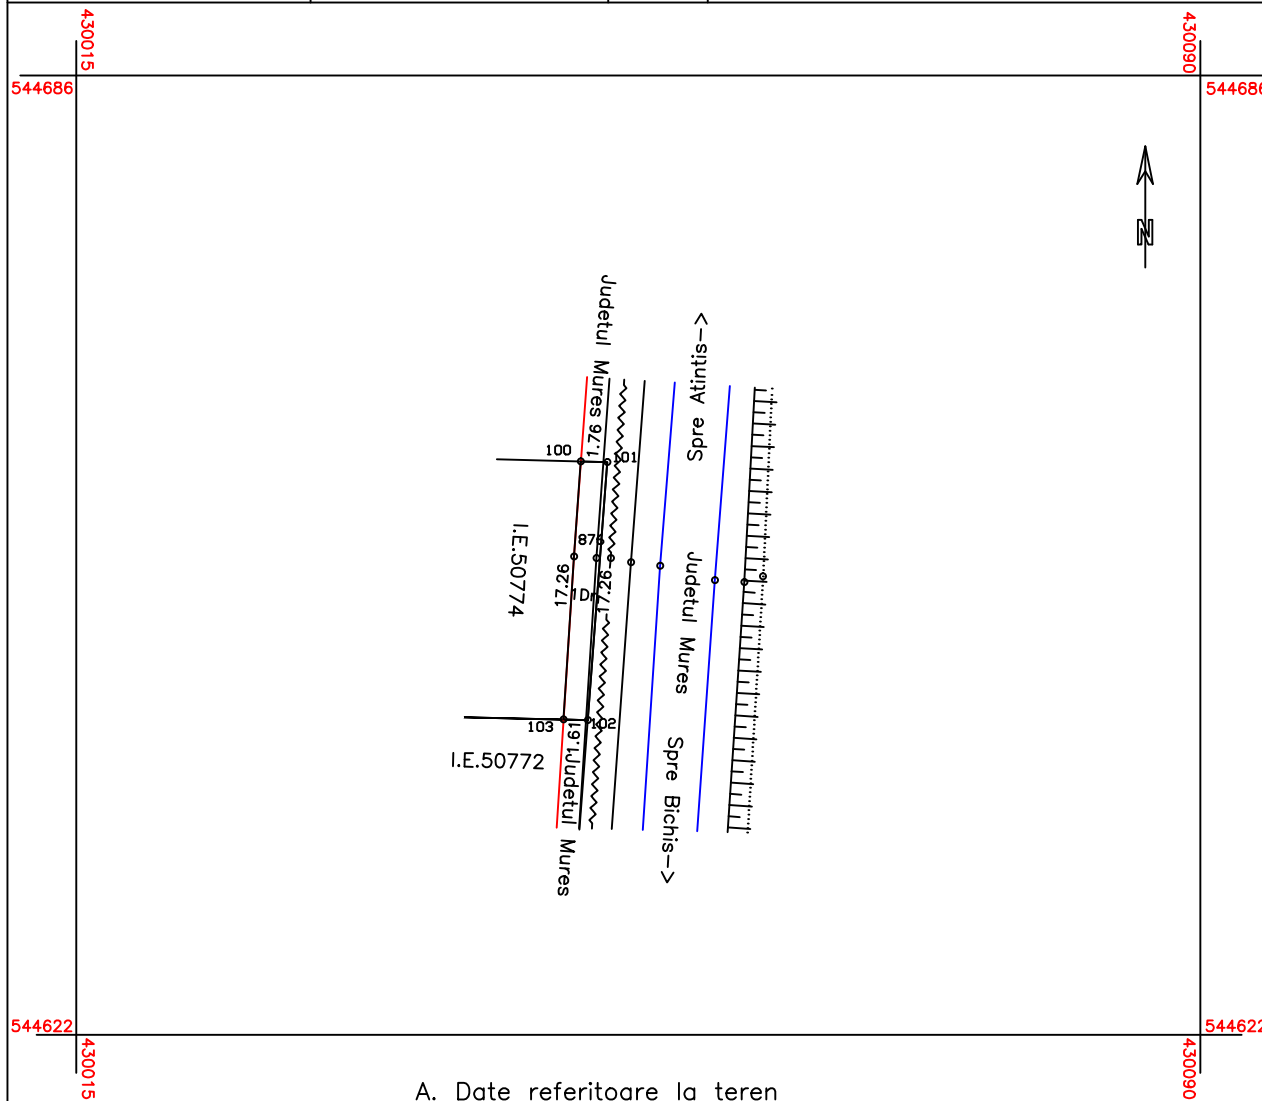 430015
430090
544686
544686
N
Judetul Mures
Spre Atintis-->
1.76
100
101
I.E.50774
876
17.26
1Dr
17.26
Judetul Mures
103
102
1.61
I.E.50772
Judetul Mures
Spre Bichis-->
544622
544622
430015
430090
A. Date referitoare la teren